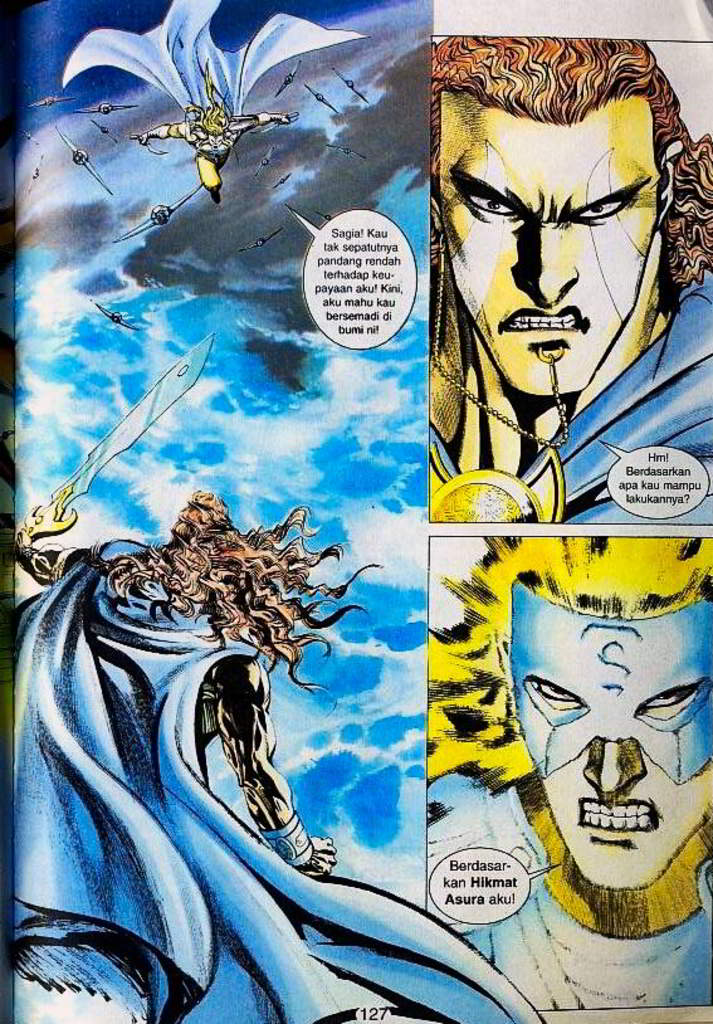 Sagia! Kau
tak sepatutnya
pandang rendah
terhadap keu-
payaan aku! Kini,
aku mahu kau
bersemadi di
bumi ni!
Hm!
Berdasarkan
apa kau mampu
lakukannya?
Berdasar-
kan Hikmat
Asura aku!
127